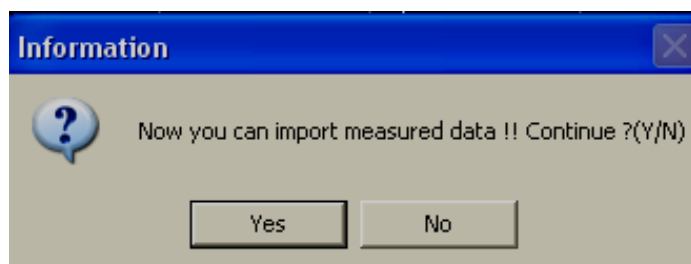 Information
Now you can import measured data !! Continue ?(Y/N)
Yes
No